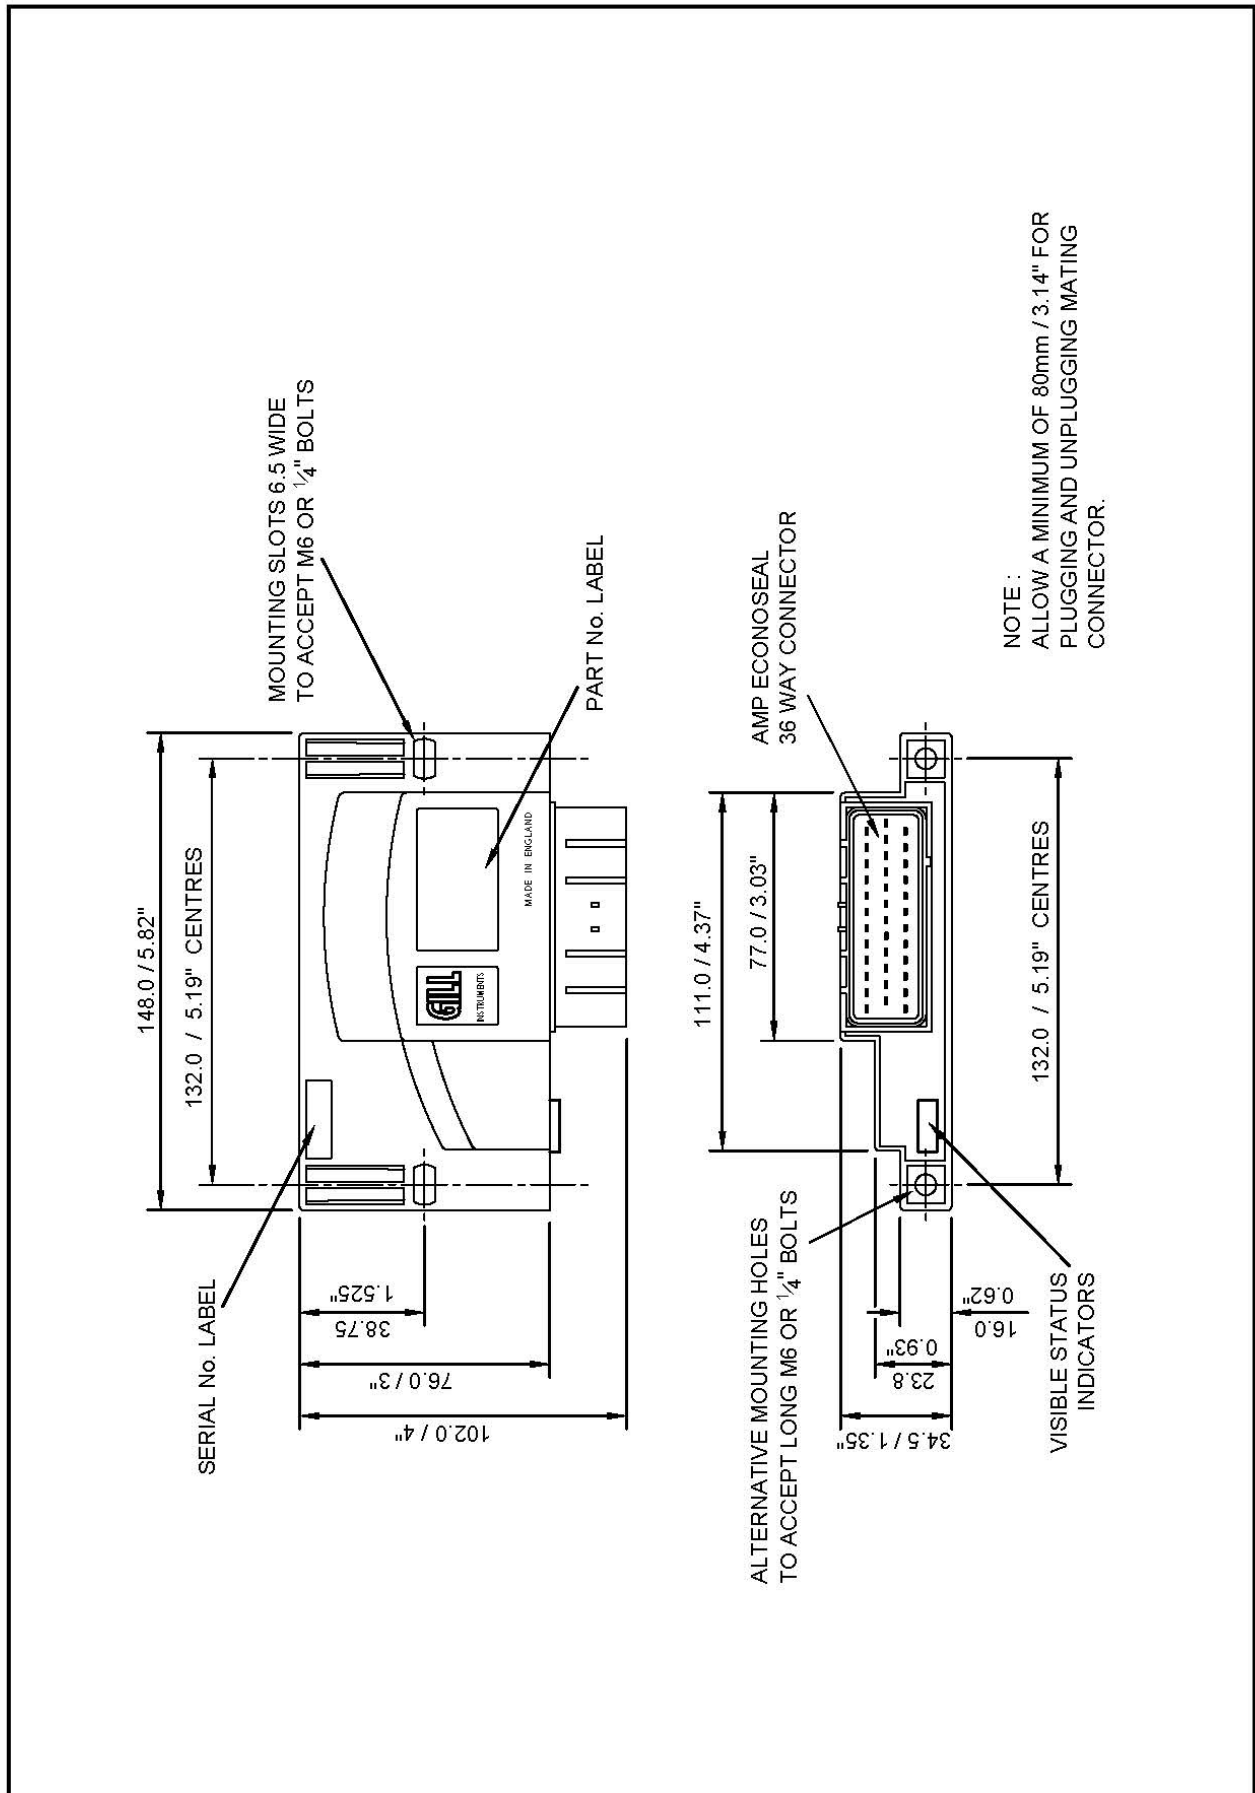 SERIAL No. LABEL
148.0 / 5.82"
132.0 / 5.19" CENTRES
MOUNTING SLOTS 6.5 WIDE
TO ACCEPT M6 OR 1/4" BOLTS
38.75
1.525"
76.0 / 3"
102.0 / 4"
GILL
INSTRUMENTS
MADE IN ENGLAND
PART No. LABEL
111.0 / 4.37"
77.0 / 3.03"
AMP ECONOSEAL
36 WAY CONNECTOR
ALTERNATIVE MOUNTING HOLES
TO ACCEPT LONG M6 OR 1/4" BOLTS
34.5 / 1.35"
23.8
0.93"
16.0
0.62"
132.0 / 5.19" CENTRES
VISIBLE STATUS
INDICATORS
NOTE :
ALLOW A MINIMUM OF 80mm / 3.14" FOR
PLUGGING AND UNPLUGGING MATING
CONNECTOR.